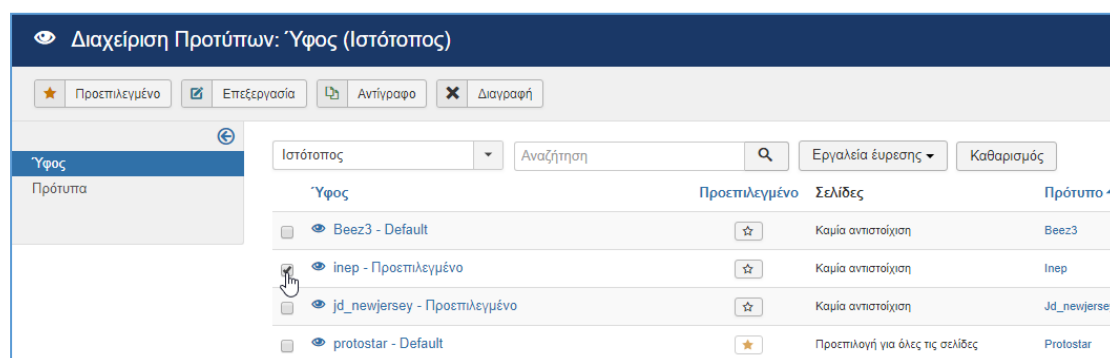 Διαχείριση Προτύπων: Ύφος (Ιστότοπος)
Προεπιλεγμένο Επεξεργασία Αντίγραφο Διαγραφή
Ύφος
Πρότυπα
Ιστότοπος Αναζήτηση Εργαλεία έυρεσης Καθαρισμός
Ύφος Προεπιλεγμένο Σελίδες Πρότυπο
Beez3 - Default Καμία αντιστοίχιση Beez3
inep - Προεπιλεγμένο Καμία αντιστοίχιση Inep
jd_newjersey - Προεπιλεγμένο Καμία αντιστοίχιση Jd_newjerse
protostar - Default Προεπιλογή για όλες τις σελίδες Protostar